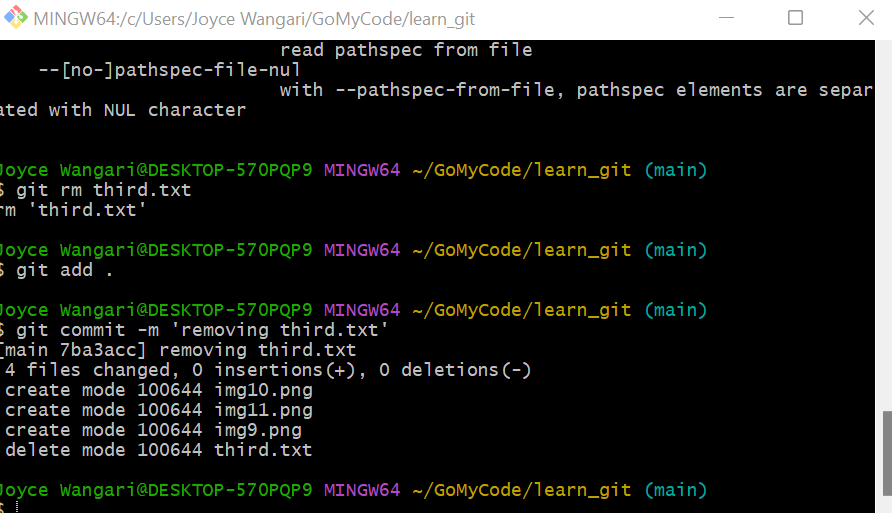 MINGW64:/c/Users/Joyce Wangari/GoMyCode/learn_git
read pathspec from file
--[no-]pathspec-file-nul
with --pathspec-from-file, pathspec elements are separ
ated with NUL character
Joyce Wangari@DESKTOP-570PQP9 MINGW64 ~/GoMyCode/learn_git (main)
$ git rm third.txt
rm 'third.txt'
Joyce Wangari@DESKTOP-570PQP9 MINGW64 ~/GoMyCode/learn_git (main)
$ git add .
Joyce Wangari@DESKTOP-570PQP9 MINGW64 ~/GoMyCode/learn_git (main)
$ git commit -m 'removing third.txt'
[main 7ba3acc] removing third.txt
4 files changed, 0 insertions(+), 0 deletions(-)
create mode 100644 img10.png
create mode 100644 img11.png
create mode 100644 img9.png
delete mode 100644 third.txt
Joyce Wangari@DESKTOP-570PQP9 MINGW64 ~/GoMyCode/learn_git (main)
$